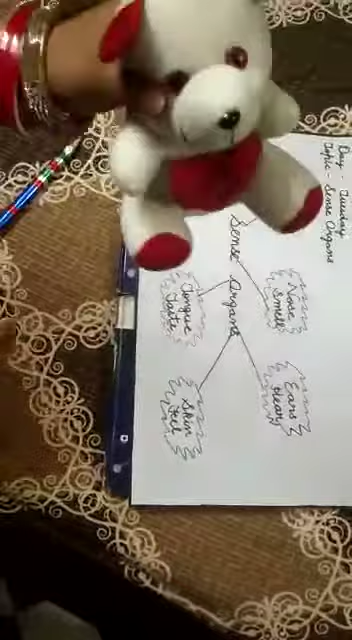 Day - Tuesday
Topic - Sense Organs
Sense Organs
Nose
Smell
Ears
Hear
Tongue
Taste
Skin
Feel